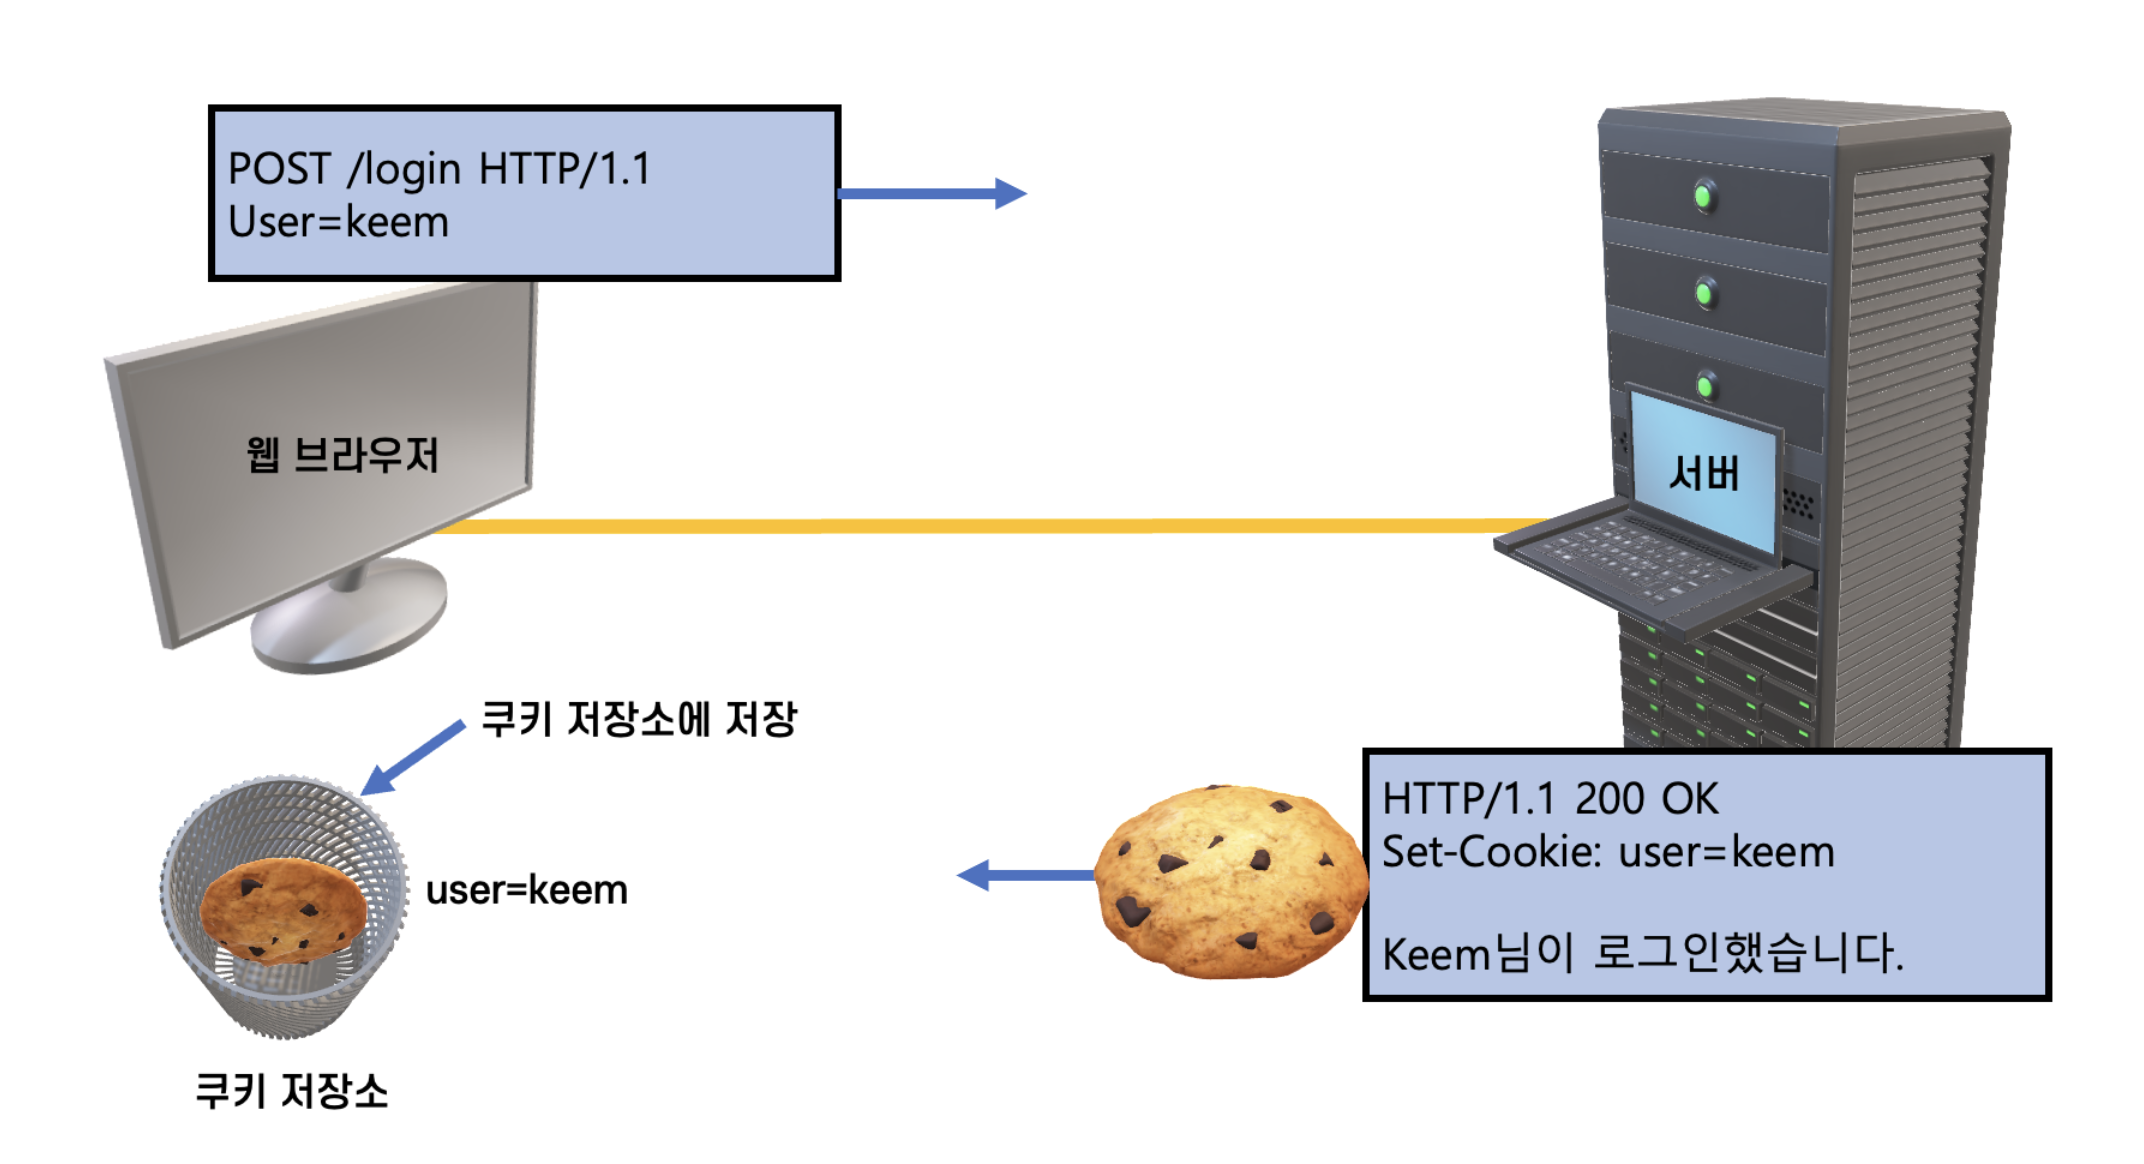 POST /login HTTP/1.1
User=keem
웹 브라우저
서버
쿠키 저장소에 저장
user=keem
쿠키 저장소
HTTP/1.1 200 OK
Set-Cookie: user=keem
Keem님이 로그인했습니다.